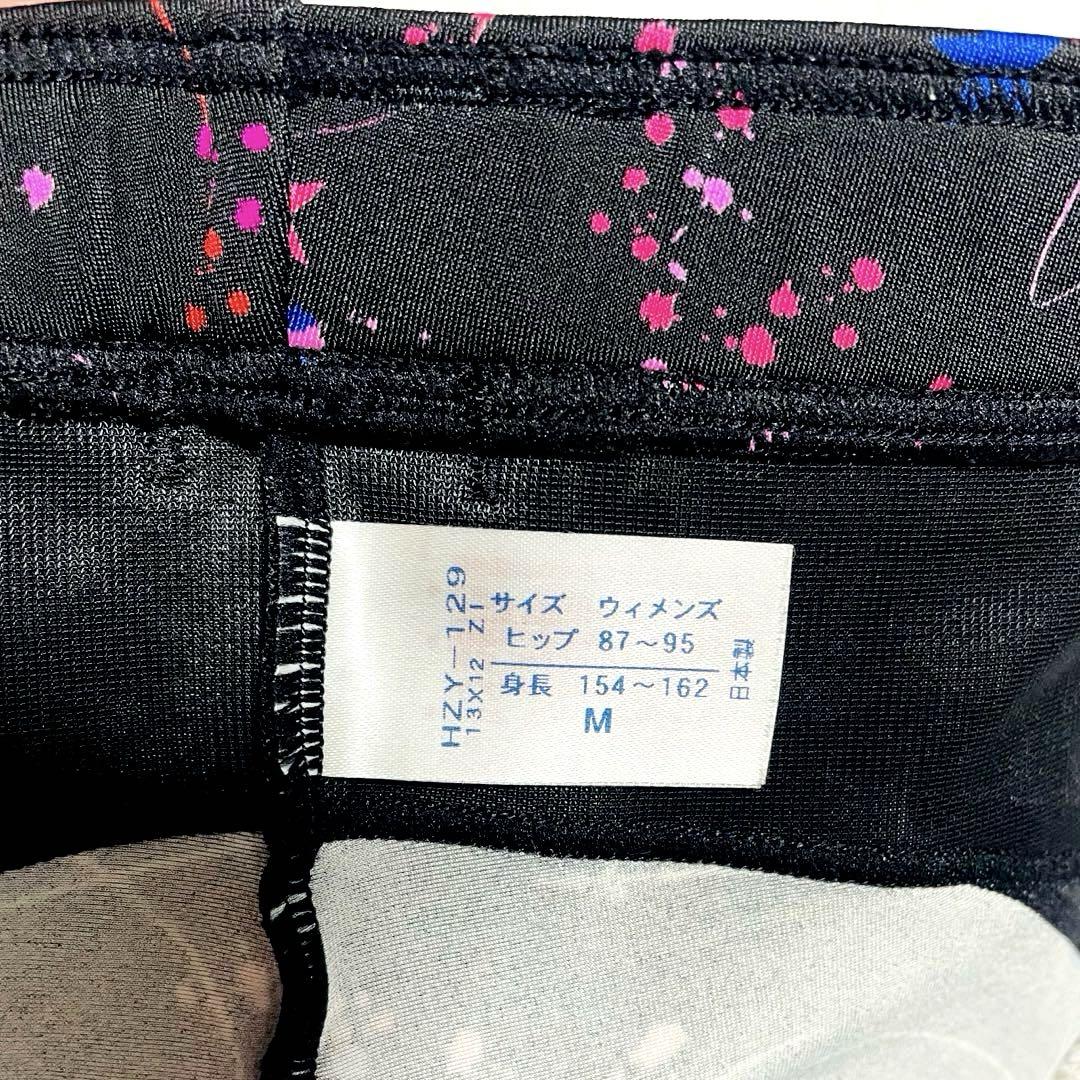 HZY-129
13X12 ZI
サイズ ウィメンズ
ヒップ 87～95
身長 154～162
M
日本製